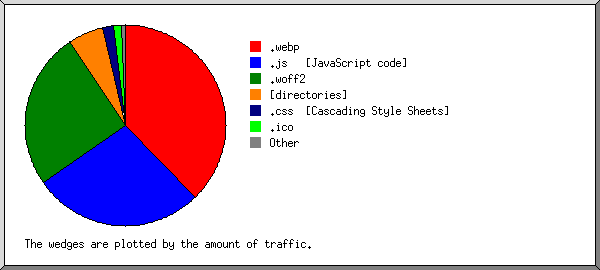 .webp
.js [JavaScript code]
.woff2
[directories]
.css [Cascading Style Sheets]
.ico
Other
The wedges are plotted by the amount of traffic.